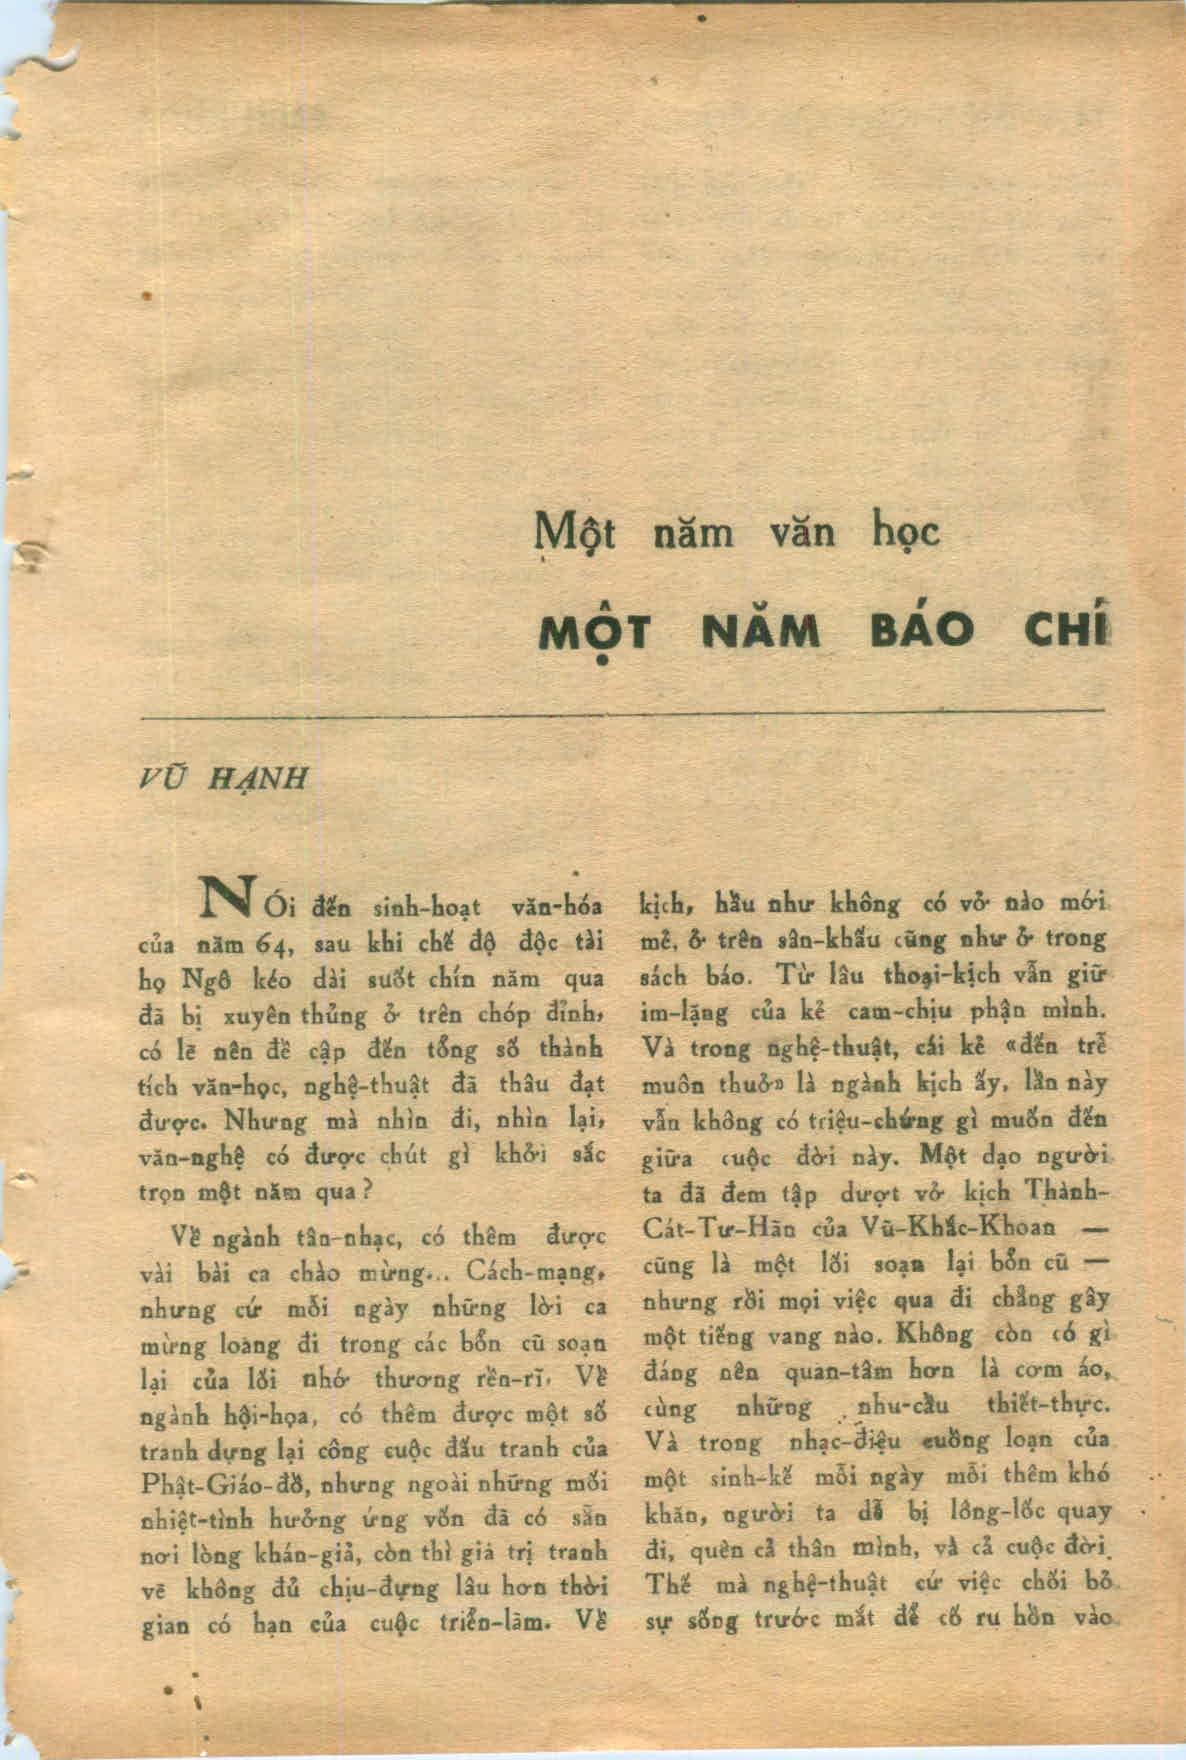 Một năm văn học
MỘT NĂM BÁO CHÍ
VŨ HẠNH
NÓi đến sinh-hoạt văn-hóa
của năm 64, sau khi chế độ độc tài
họ Ngô kéo dài suốt chín năm qua
đã bị xuyên thủng ở trên chóp đỉnh,
có lẽ nên đề cập đến tổng số thành
tích văn-học, nghệ-thuật đã thâu đạt
được. Nhưng mà nhìn đi, nhìn lại,
văn-nghệ có được chút gì khởi sắc
trọn một năm qua ?
Về ngành tân-nhạc, có thêm được
vài bài ca chào mừng... Cách-mạng,
nhưng cứ mỗi ngày những lời ca
mừng loãng đi trong các bổn cũ soạn
lại của lối nhớ thương rền-rĩ. Về
ngành hội-họa, có thêm được một số
tranh dựng lại công cuộc đấu tranh của
Phật-Giáo-đồ, nhưng ngoài những mối
nhiệt-tình hưởng ứng vốn đã có sẵn
nơi lòng khán-giả, còn thì giá trị tranh
vẽ không đủ chịu-đựng lâu hơn thời
gian có hạn của cuộc triển-lãm. Về
kịch, hầu như không có vở nào mới
mẻ, ở trên sân-khấu cũng như ở trong
sách báo. Từ lâu thoại-kịch vẫn giữ
im-lặng của kẻ cam-chịu phận mình.
Và trong nghệ-thuật, cái kẻ «đến trễ
muôn thuở» là ngành kịch ấy, lần này
vẫn không có triệu-chứng gì muốn đến
giữa cuộc đời này. Một dạo người
ta đã đem tập dượt vở kịch Thành-
Cát-Tư-Hãn của Vũ-Khắc-Khoan —
cũng là một lối soạn lại bổn cũ —
nhưng rồi mọi việc qua đi chẳng gây
một tiếng vang nào. Không còn có gì
đáng nên quan-tâm hơn là cơm áo,
cùng những nhu-cầu thiết-thực.
Và trong nhạc-điệu cuồng loạn của
một sinh-kế mỗi ngày mỗi thêm khó
khăn, người ta dễ bị lông-lốc quay
đi, quên cả thân mình, và cả cuộc đời.
Thế mà nghệ-thuật cứ việc chối bỏ
sự sống trước mắt để cố ru hồn vào